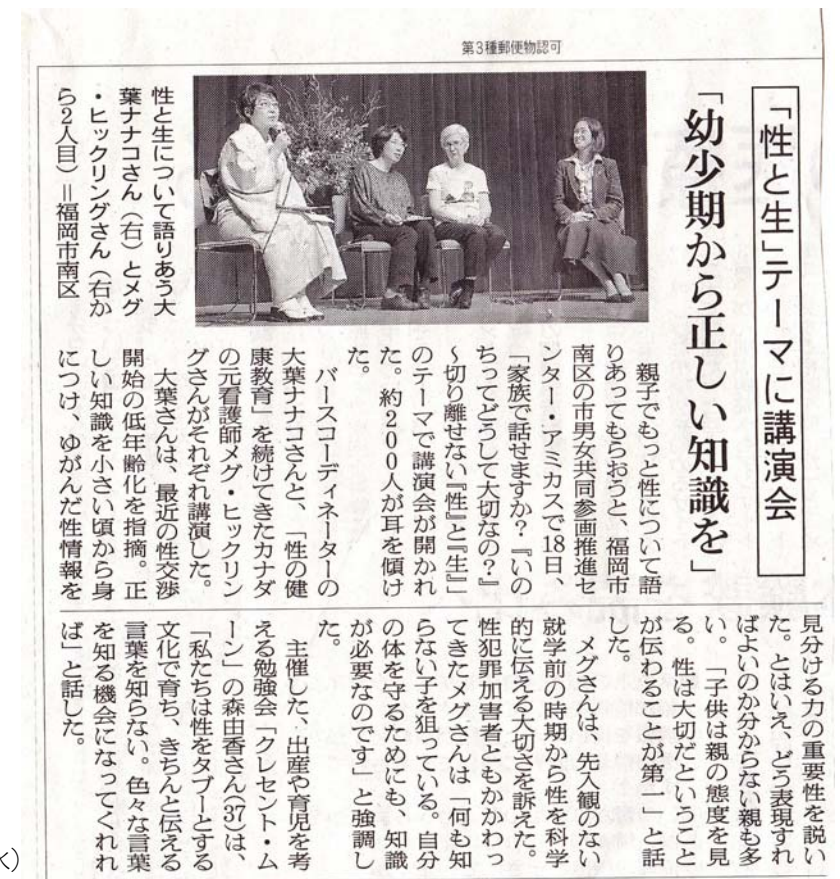 第3種郵便物認可
「性と生」テーマに講演会
「幼少期から正しい知識を」
性と生について語りあう大
葉ナナコさん（右）とメグ
・ヒックリングさん（右か
ら2人目）＝福岡市南区
親子でもっと性について語
りあってもらおうと、福岡市
南区の市男女共同参画推進セ
ンター・アミカスで18日、
「家族で話せますか？『いの
ちってどうして大切なの？』
～切り離せない『性』と『生』」
のテーマで講演会が開かれ
た。約200人が耳を傾け
た。
バースコーディネーターの
大葉ナナコさんと、「性の健
康教育」を続けてきたカナダ
の元看護師メグ・ヒックリン
グさんがそれぞれ講演した。
大葉さんは、最近の性交渉
開始の低年齢化を指摘。正
しい知識を小さい頃から身
につけ、ゆがんだ性情報を
見分ける力の重要性を説い
た。とはいえ、どう表現すれ
ばよいのか分からない親も多
い。「子供は親の態度を見
る。性は大切だということ
が伝わることが第一」と話
した。
メグさんは、先入観のない
就学前の時期から性を科学
的に伝える大切さを訴えた。
性犯罪加害者ともかかわっ
てきたメグさんは「何も知
らない子を狙っている。自分
の体を守るためにも、知識
が必要なのです」と強調し
た。
主催した、出産や育児を考
える勉強会「クレセント・ム
ーン」の森由香さん(37)は、
「私たちは性をタブーとする
文化で育ち、きちんと伝える
言葉を知らない。色々な言葉
を知る機会になってくれれ
ば」と話した。